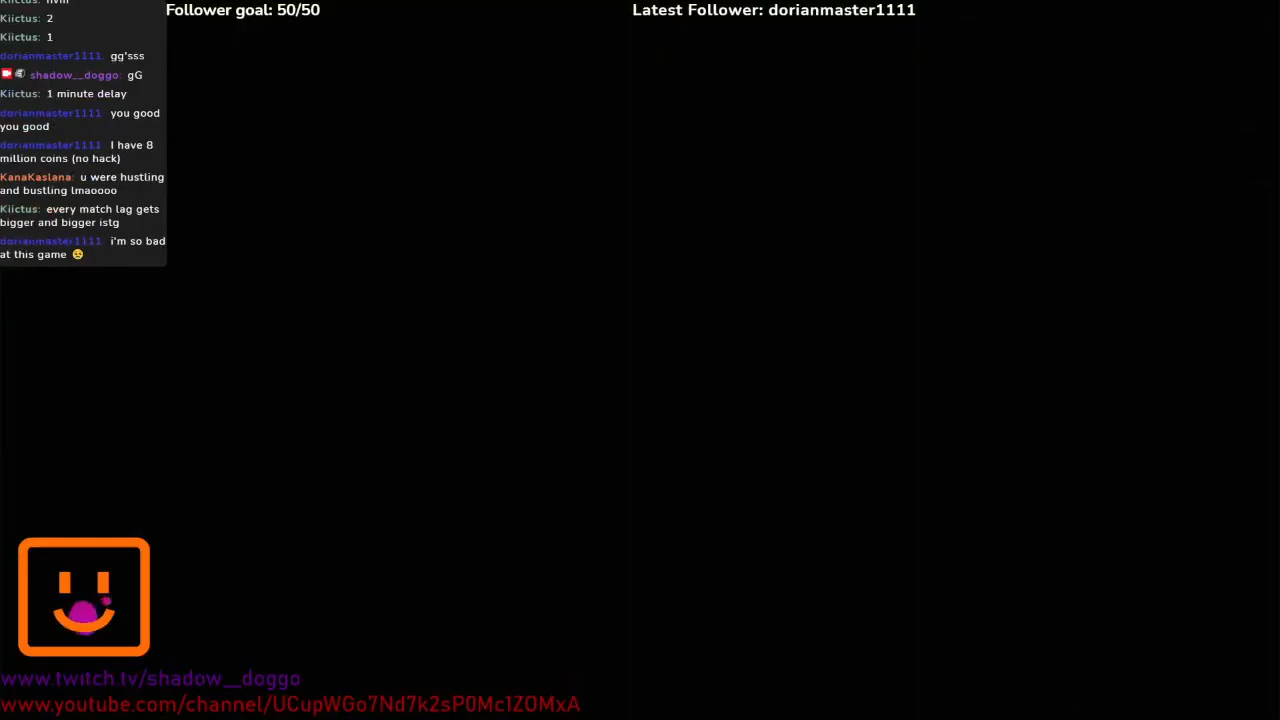 Kiictus: nvm
Kiictus: 2
Kiictus: 1
dorianmaster1111: gg'sss
shadow__doggo: gG
Kiictus: 1 minute delay
dorianmaster1111: you good
you good
dorianmaster1111: I have 8
million coins (no hack)
KanaKaslana: u were hustling
and bustling lmaoooo
Kiictus: every match lag gets
bigger and bigger istg
dorianmaster1111: i'm so bad
at this game 😣
Follower goal: 50/50
Latest Follower: dorianmaster1111
www.twitch.tv/shadow__doggo
www.youtube.com/channel/UCupWGo7Nd7k2sP0Mc1ZOMxA